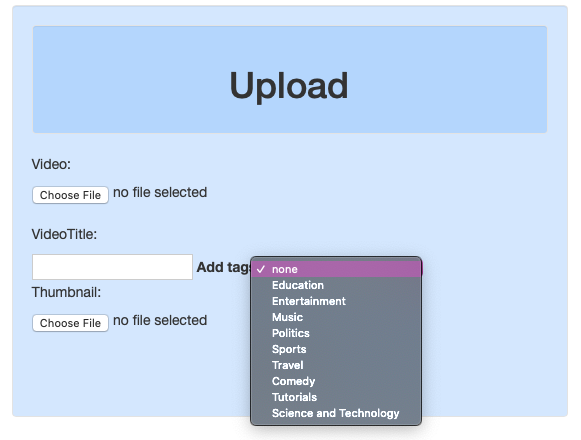 Upload
Video:
Choose File no file selected
VideoTitle:
Add tags
✓ none
Education
Entertainment
Music
Politics
Sports
Travel
Comedy
Tutorials
Science and Technology
Thumbnail:
Choose File no file selected